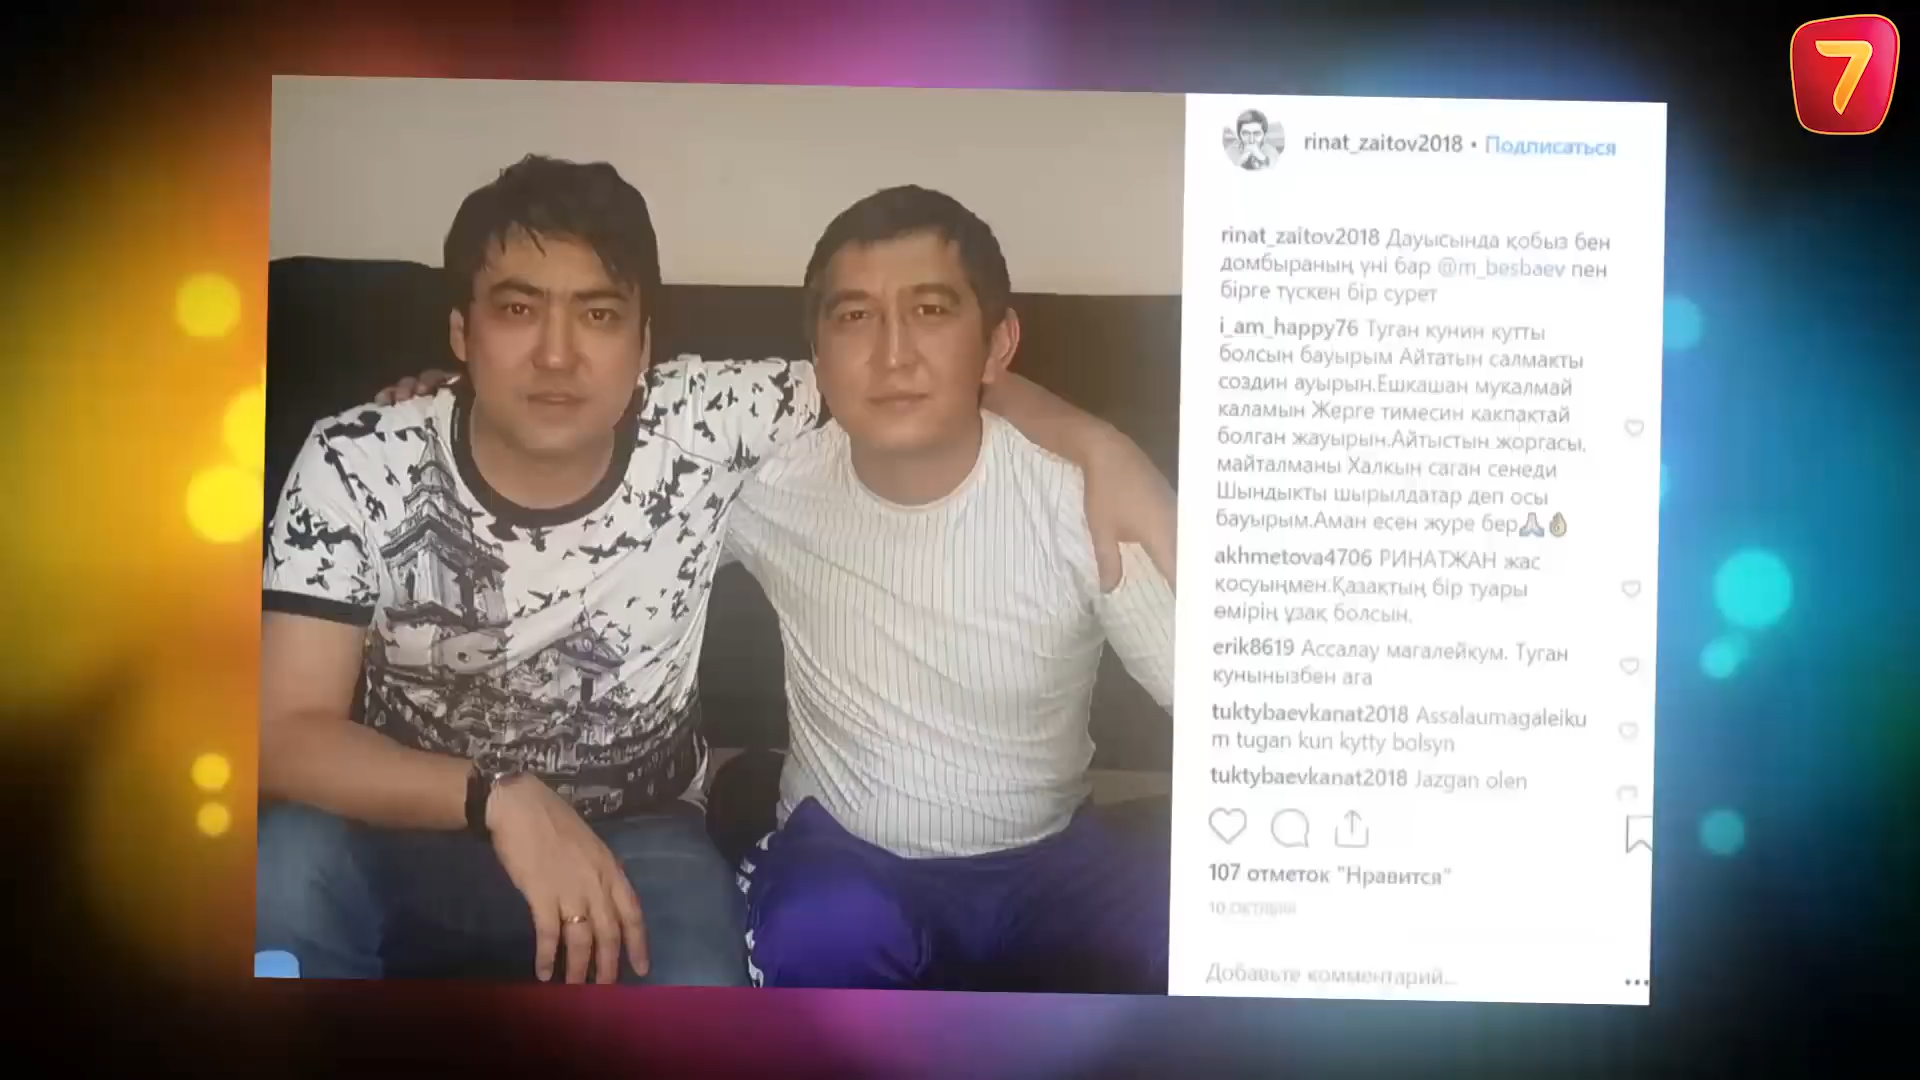 7
rinat_zaitov2018 • Подписаться
rinat_zaitov2018 Дауысында қобыз бен
домбыраның үні бар @m_besbaev пен
бірге түскен бір сурет
i_am_happy76 Туган кунин кутты
болсын бауырым Айтатын салмакты
создин ауырын.Ешкашан мукалмай
каламын Жерге тимесин какпактай
болган жауырын.Айтыстын жоргасы,
майталманы Халкын саган сенеди
Шындыкты шырылдатар деп осы
бауырым.Аман есен журе бер🙏👌
akhmetova4706 РИНАТЖАН жас
қосуыңмен.Қазақтың бір туары
өмірің ұзақ болсын.
erik8619 Ассалау магалейкум. Туган
кунынызбен ага
tuktybaevkanat2018 Assalaumagaleiku
m tugan kun kytty bolsyn
tuktybaevkanat2018 Jazgan olen
107 отметок "Нравится"
10 ОКТЯБРЯ
Добавьте комментарий...